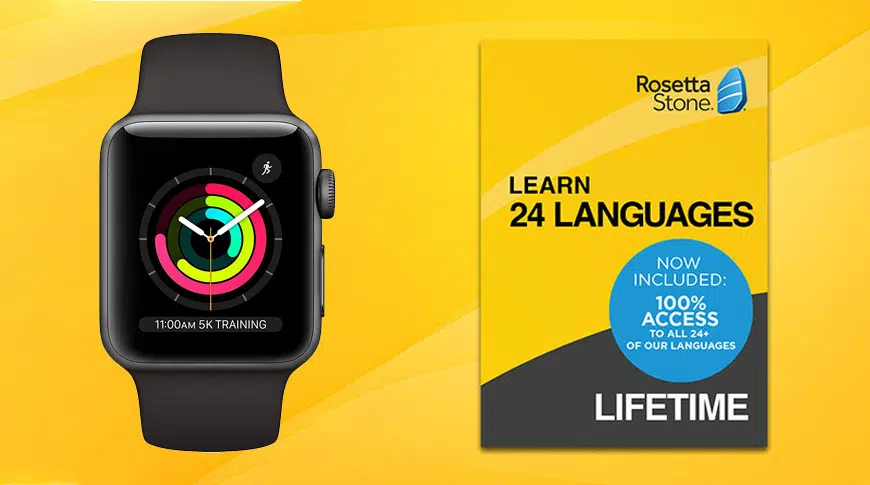 11:00AM 5K TRAINING
Rosetta
Stone.
LEARN
24 LANGUAGES
NOW
INCLUDED:
100%
ACCESS
TO ALL 24+
OF OUR LANGUAGES
LIFETIME